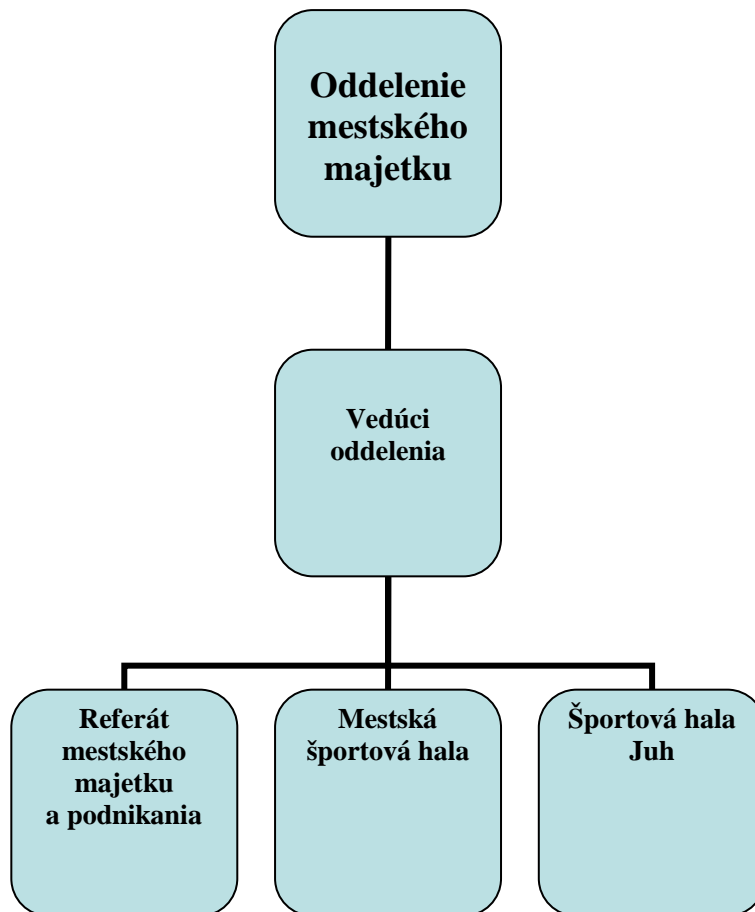 Oddelenie
mestského
majetku
Vedúci
oddelenia
Referát
mestského
majetku
a podnikania
Mestská
športová hala
Športová hala
Juh